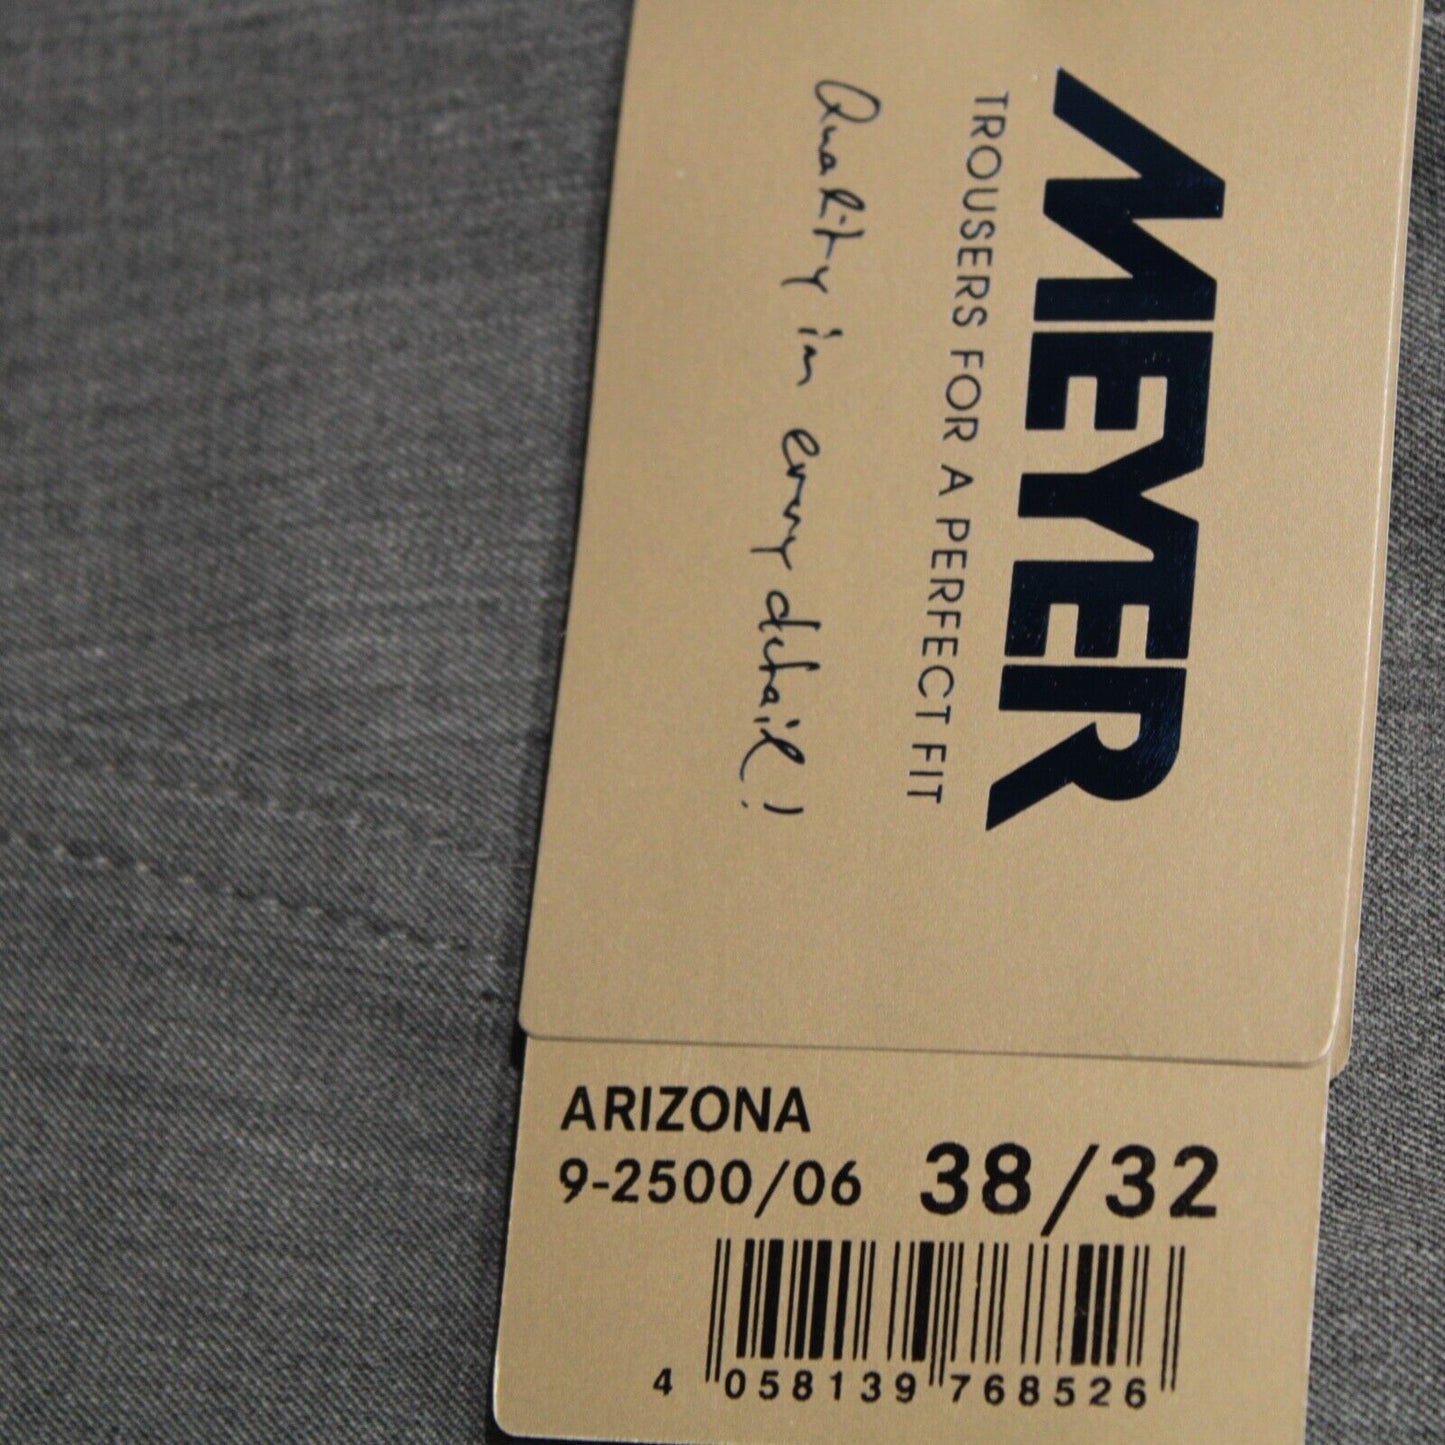 MEYER
TROUSERS FOR A PERFECT FIT
Quality in every detail!
ARIZONA
9-2500/06 38/32
4 058139 768526